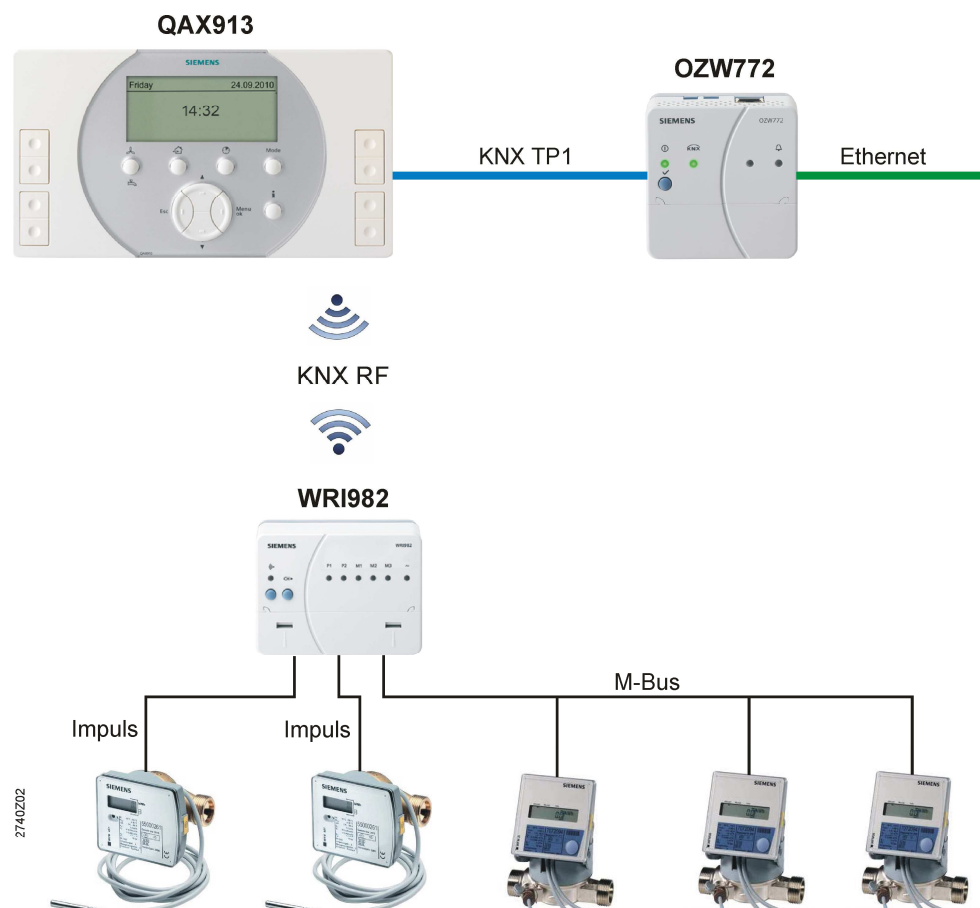 QAX913
SIEMENS
Friday 24.09.2010
14:32
Mode
Esc
Menu
ok
KNX TP1
OZW772
SIEMENS OZW772
KNX
Ethernet
KNX RF
WRI982
SIEMENS WRI982
P1 P2 M1 M2 M3
Impuls
Impuls
M-Bus
SIEMENS
SIEMENS
SIEMENS
SIEMENS
SIEMENS
2740Z02